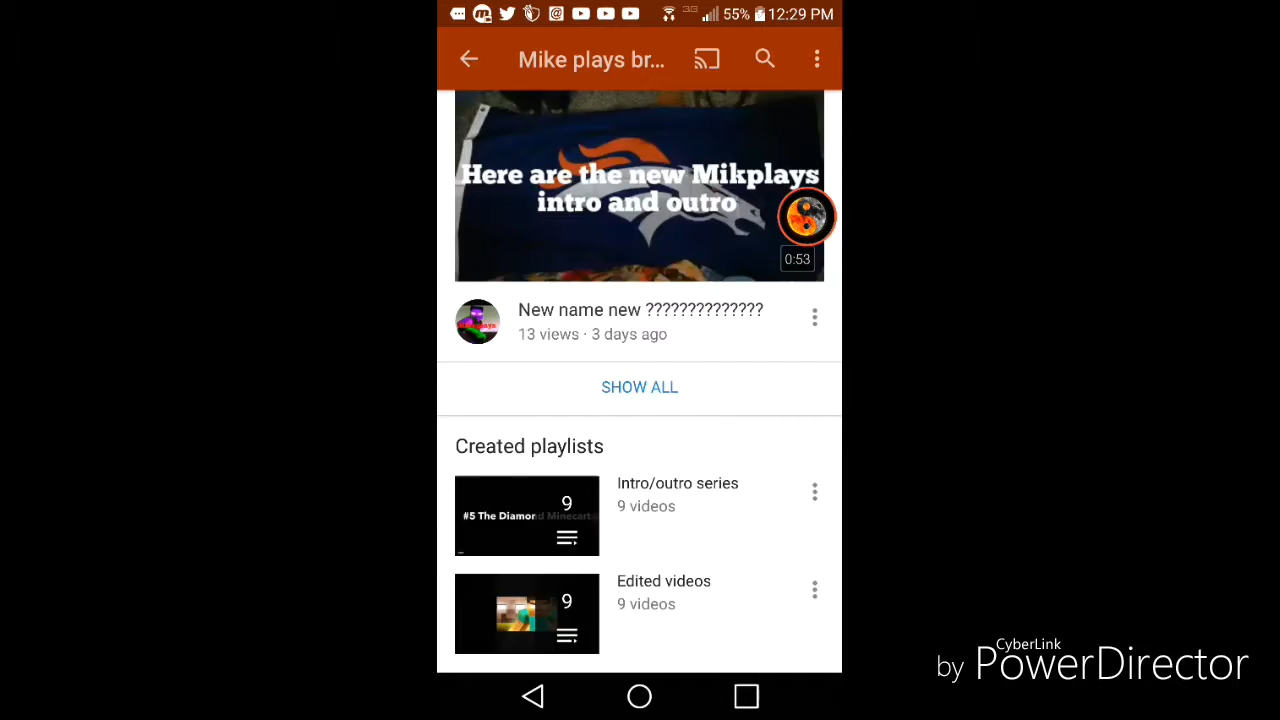 3G 55% 12:29 PM
Mike plays br...
Here are the new Mikplays
intro and outro
0:53
New name new ??????????????
13 views · 3 days ago
SHOW ALL
Created playlists
9
#5 The Diamond Minecart
Intro/outro series
9 videos
9
Edited videos
9 videos
CyberLink
by PowerDirector